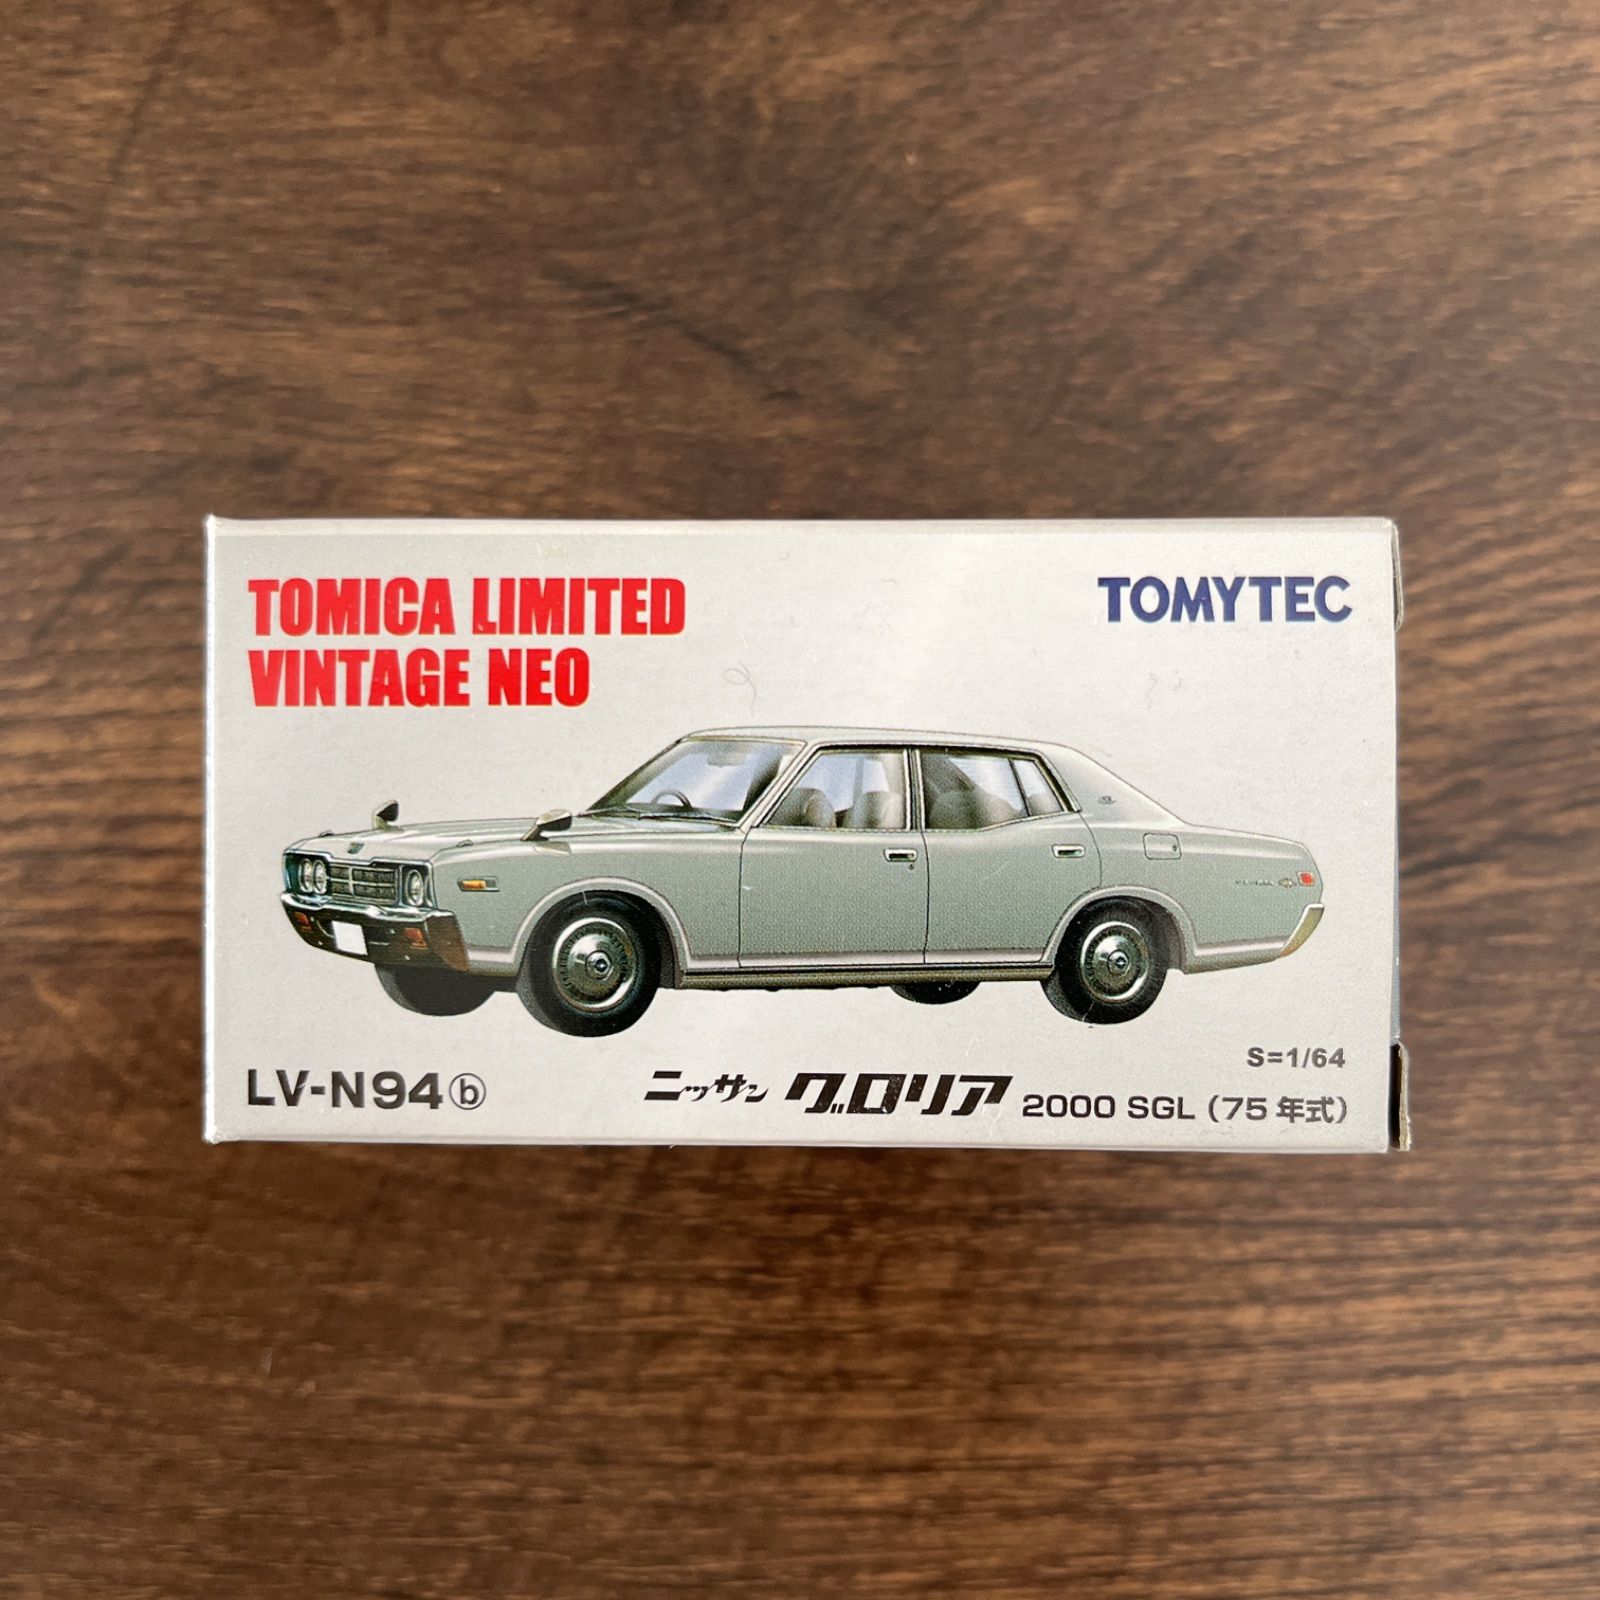 TOMICA LIMITED
VINTAGE NEO
TOMYTEC
S=1/64
LV-N94ⓑ
ニッサン グロリア 2000 SGL (75年式)